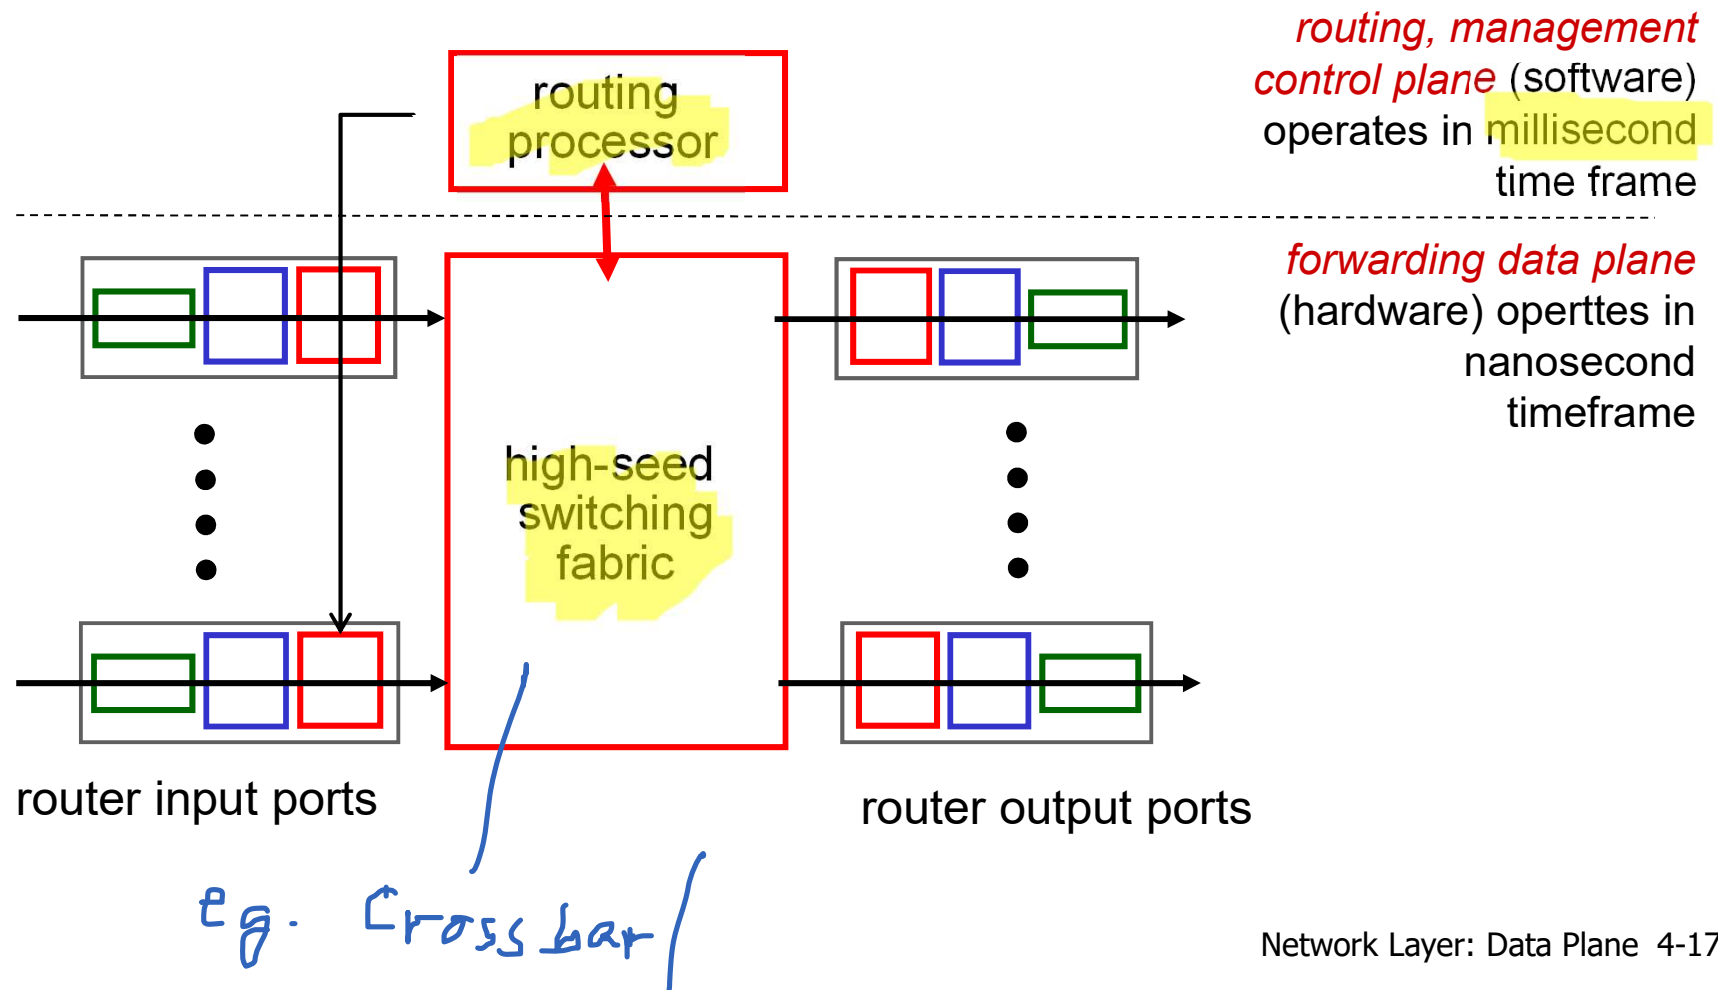 routing, management
control plane (software)
operates in millisecond
time frame
routing
processor
forwarding data plane
(hardware) operttes in
nanosecond
timeframe
high-seed
switching
fabric
router input ports
router output ports
eg. Crossbar
Network Layer: Data Plane 4-17